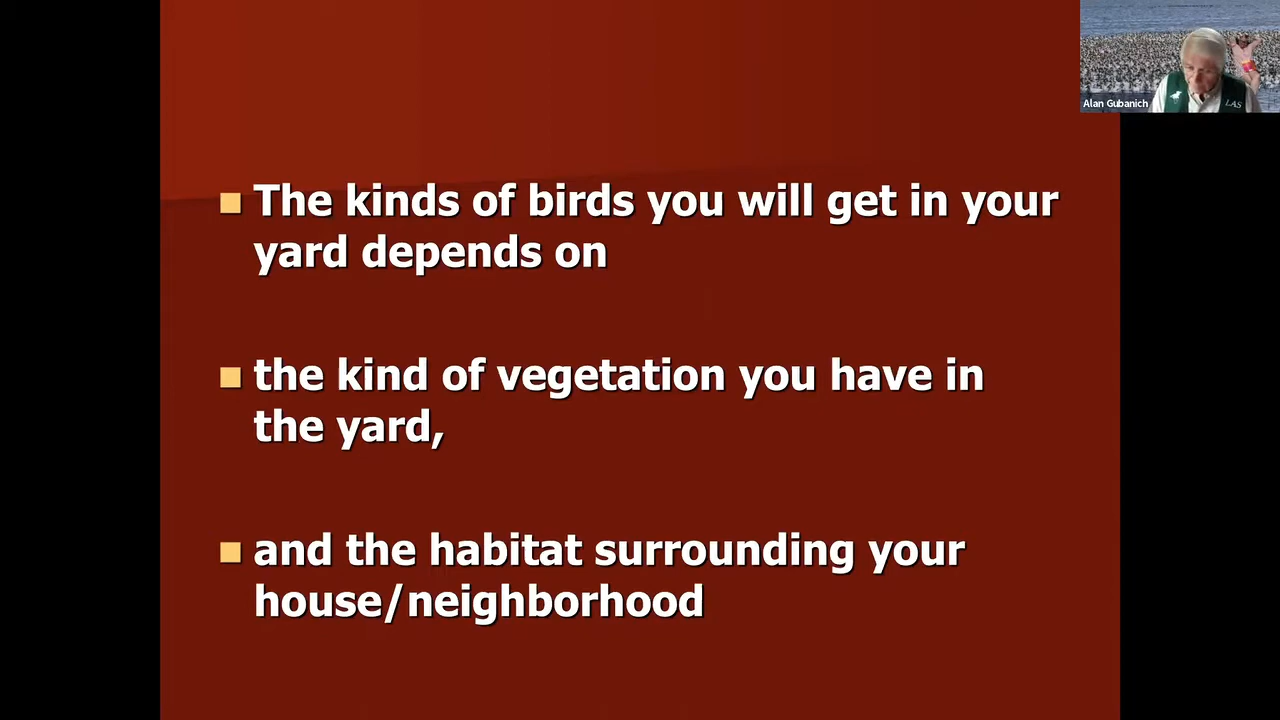 Alan Gubanich
LAS
The kinds of birds you will get in your
yard depends on
the kind of vegetation you have in
the yard,
and the habitat surrounding your
house/neighborhood